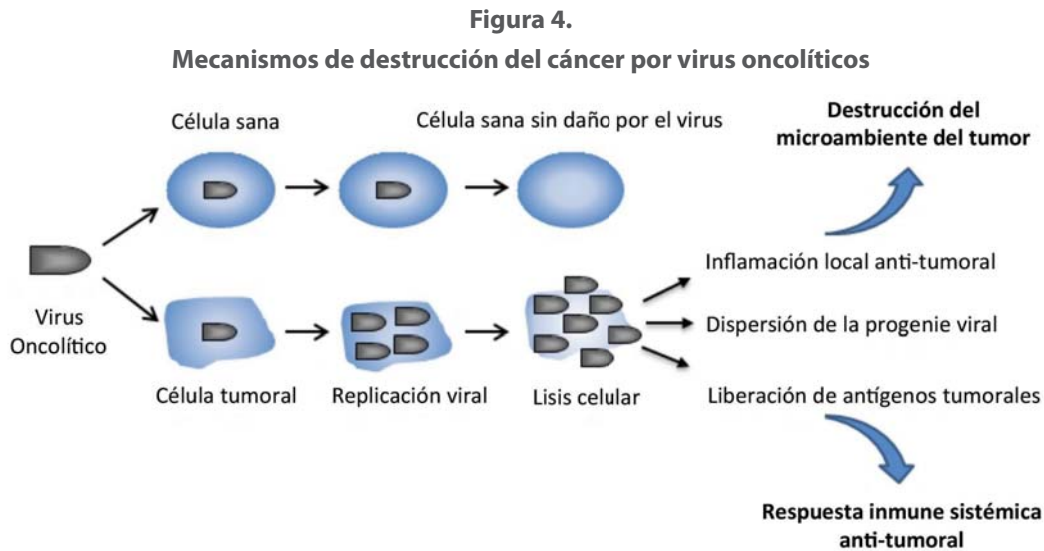 Figura 4.
Mecanismos de destrucción del cáncer por virus oncolíticos
Célula sana
Célula sana sin daño por el virus
Destrucción del
microambiente del tumor
Virus
Oncolítico
Inflamación local anti-tumoral
Dispersión de la progenie viral
Célula tumoral
Replicación viral
Lisis celular
Liberación de antígenos tumorales
Respuesta inmune sistémica
anti-tumoral